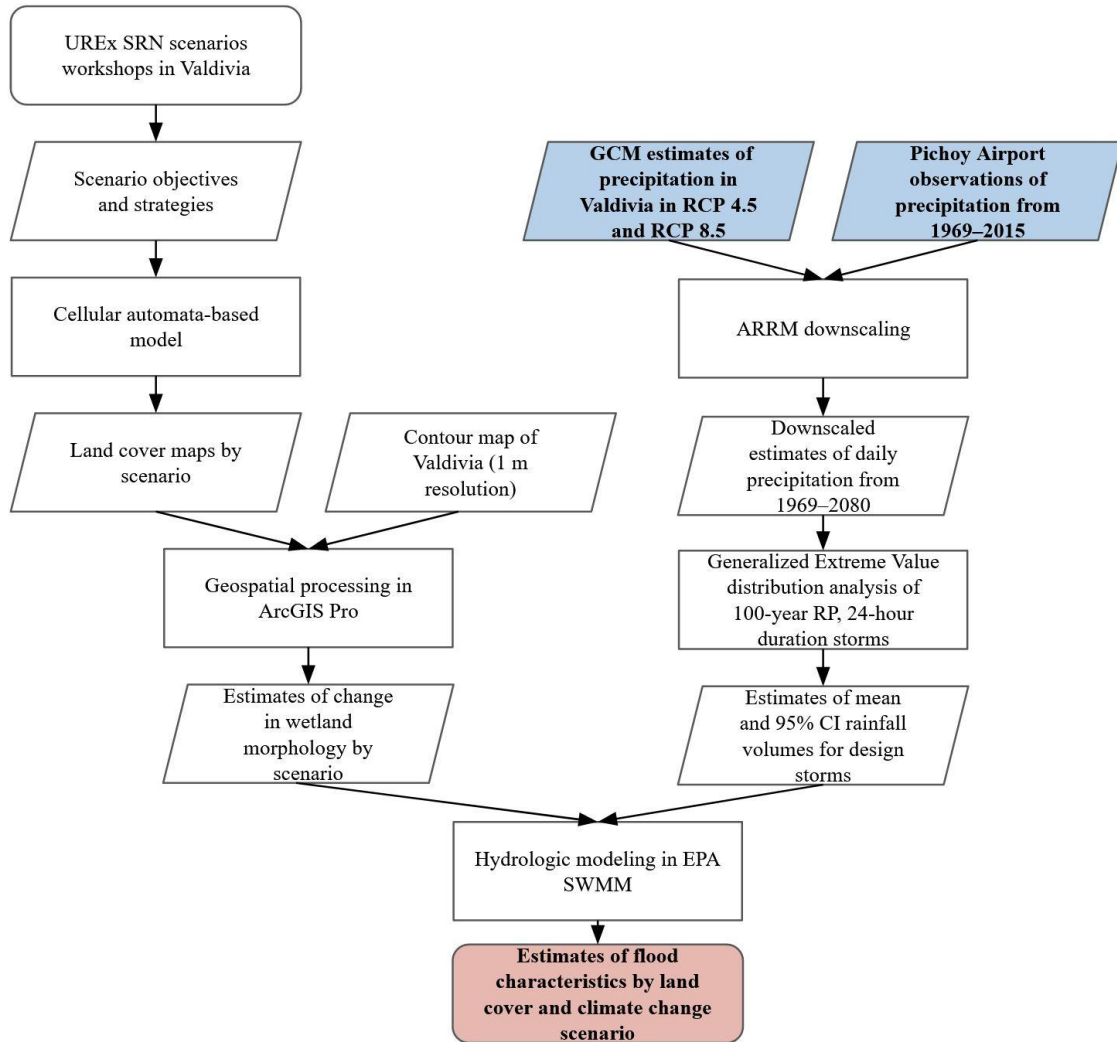 UREx SRN scenarios
workshops in Valdivia
Scenario objectives
and strategies
GCM estimates of
precipitation in
Valdivia in RCP 4.5
and RCP 8.5
Pichoy Airport
observations of
precipitation from
1969–2015
Cellular automata-based
model
ARRM downscaling
Land cover maps by
scenario
Contour map of
Valdivia (1 m
resolution)
Downscaled
estimates of daily
precipitation from
1969–2080
Geospatial processing in
ArcGIS Pro
Generalized Extreme Value
distribution analysis of
100-year RP, 24-hour
duration storms
Estimates of change
in wetland
morphology by
scenario
Estimates of mean
and 95% CI rainfall
volumes for design
storms
Hydrologic modeling in EPA
SWMM
Estimates of flood
characteristics by land
cover and climate change
scenario